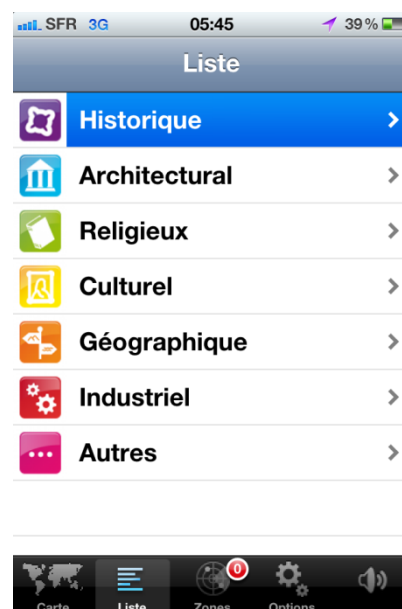 SFR 3G 05:45 39 %
Liste
Historique
Architectural
Religieux
Culturel
Géographique
Industriel
Autres
0
Carte Liste Zones Options